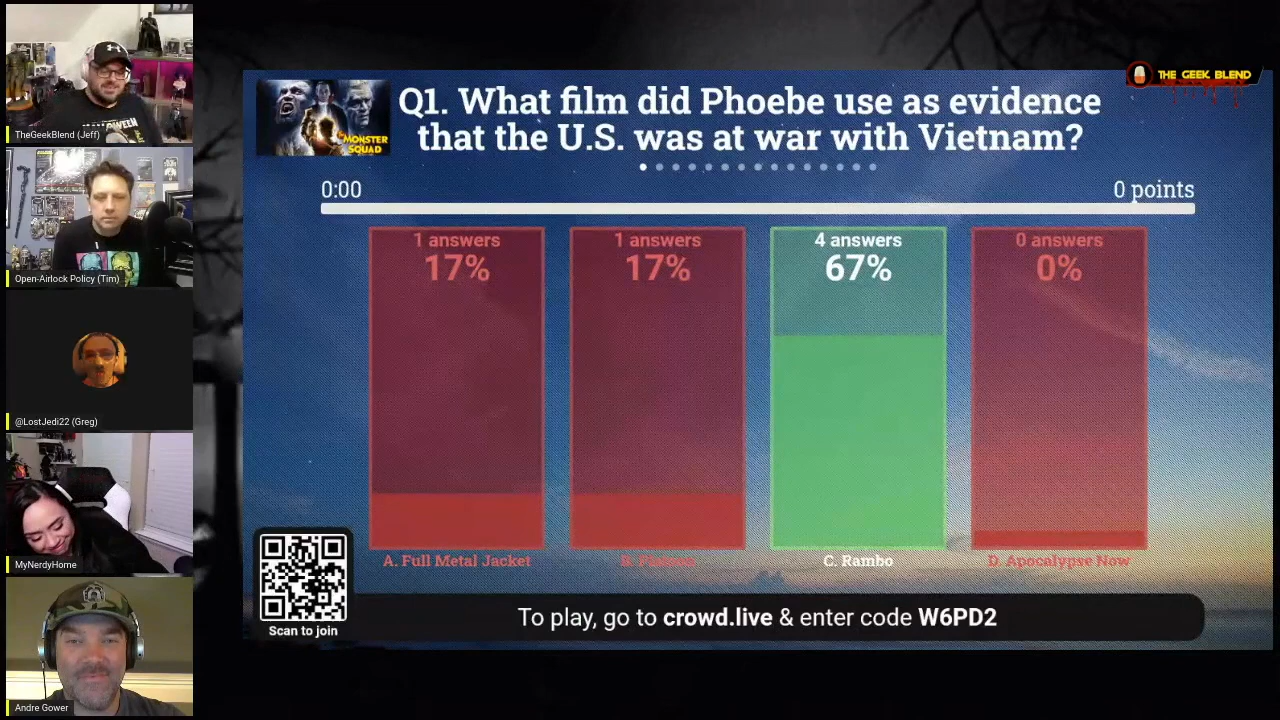 TheGeekBlend (Jeff)
Open-Airlock Policy (Tim)
@LostJedi22 (Greg)
MyNerdyHome
Andre Gower
THE GEEK BLEND
MONSTER
SQUAD
Q1. What film did Phoebe use as evidence
that the U.S. was at war with Vietnam?
0:00
0 points
1 answers
17%
1 answers
17%
4 answers
67%
0 answers
0%
A. Full Metal Jacket
C. Rambo
D. Apocalypse Now
Scan to join
To play, go to crowd.live & enter code W6PD2